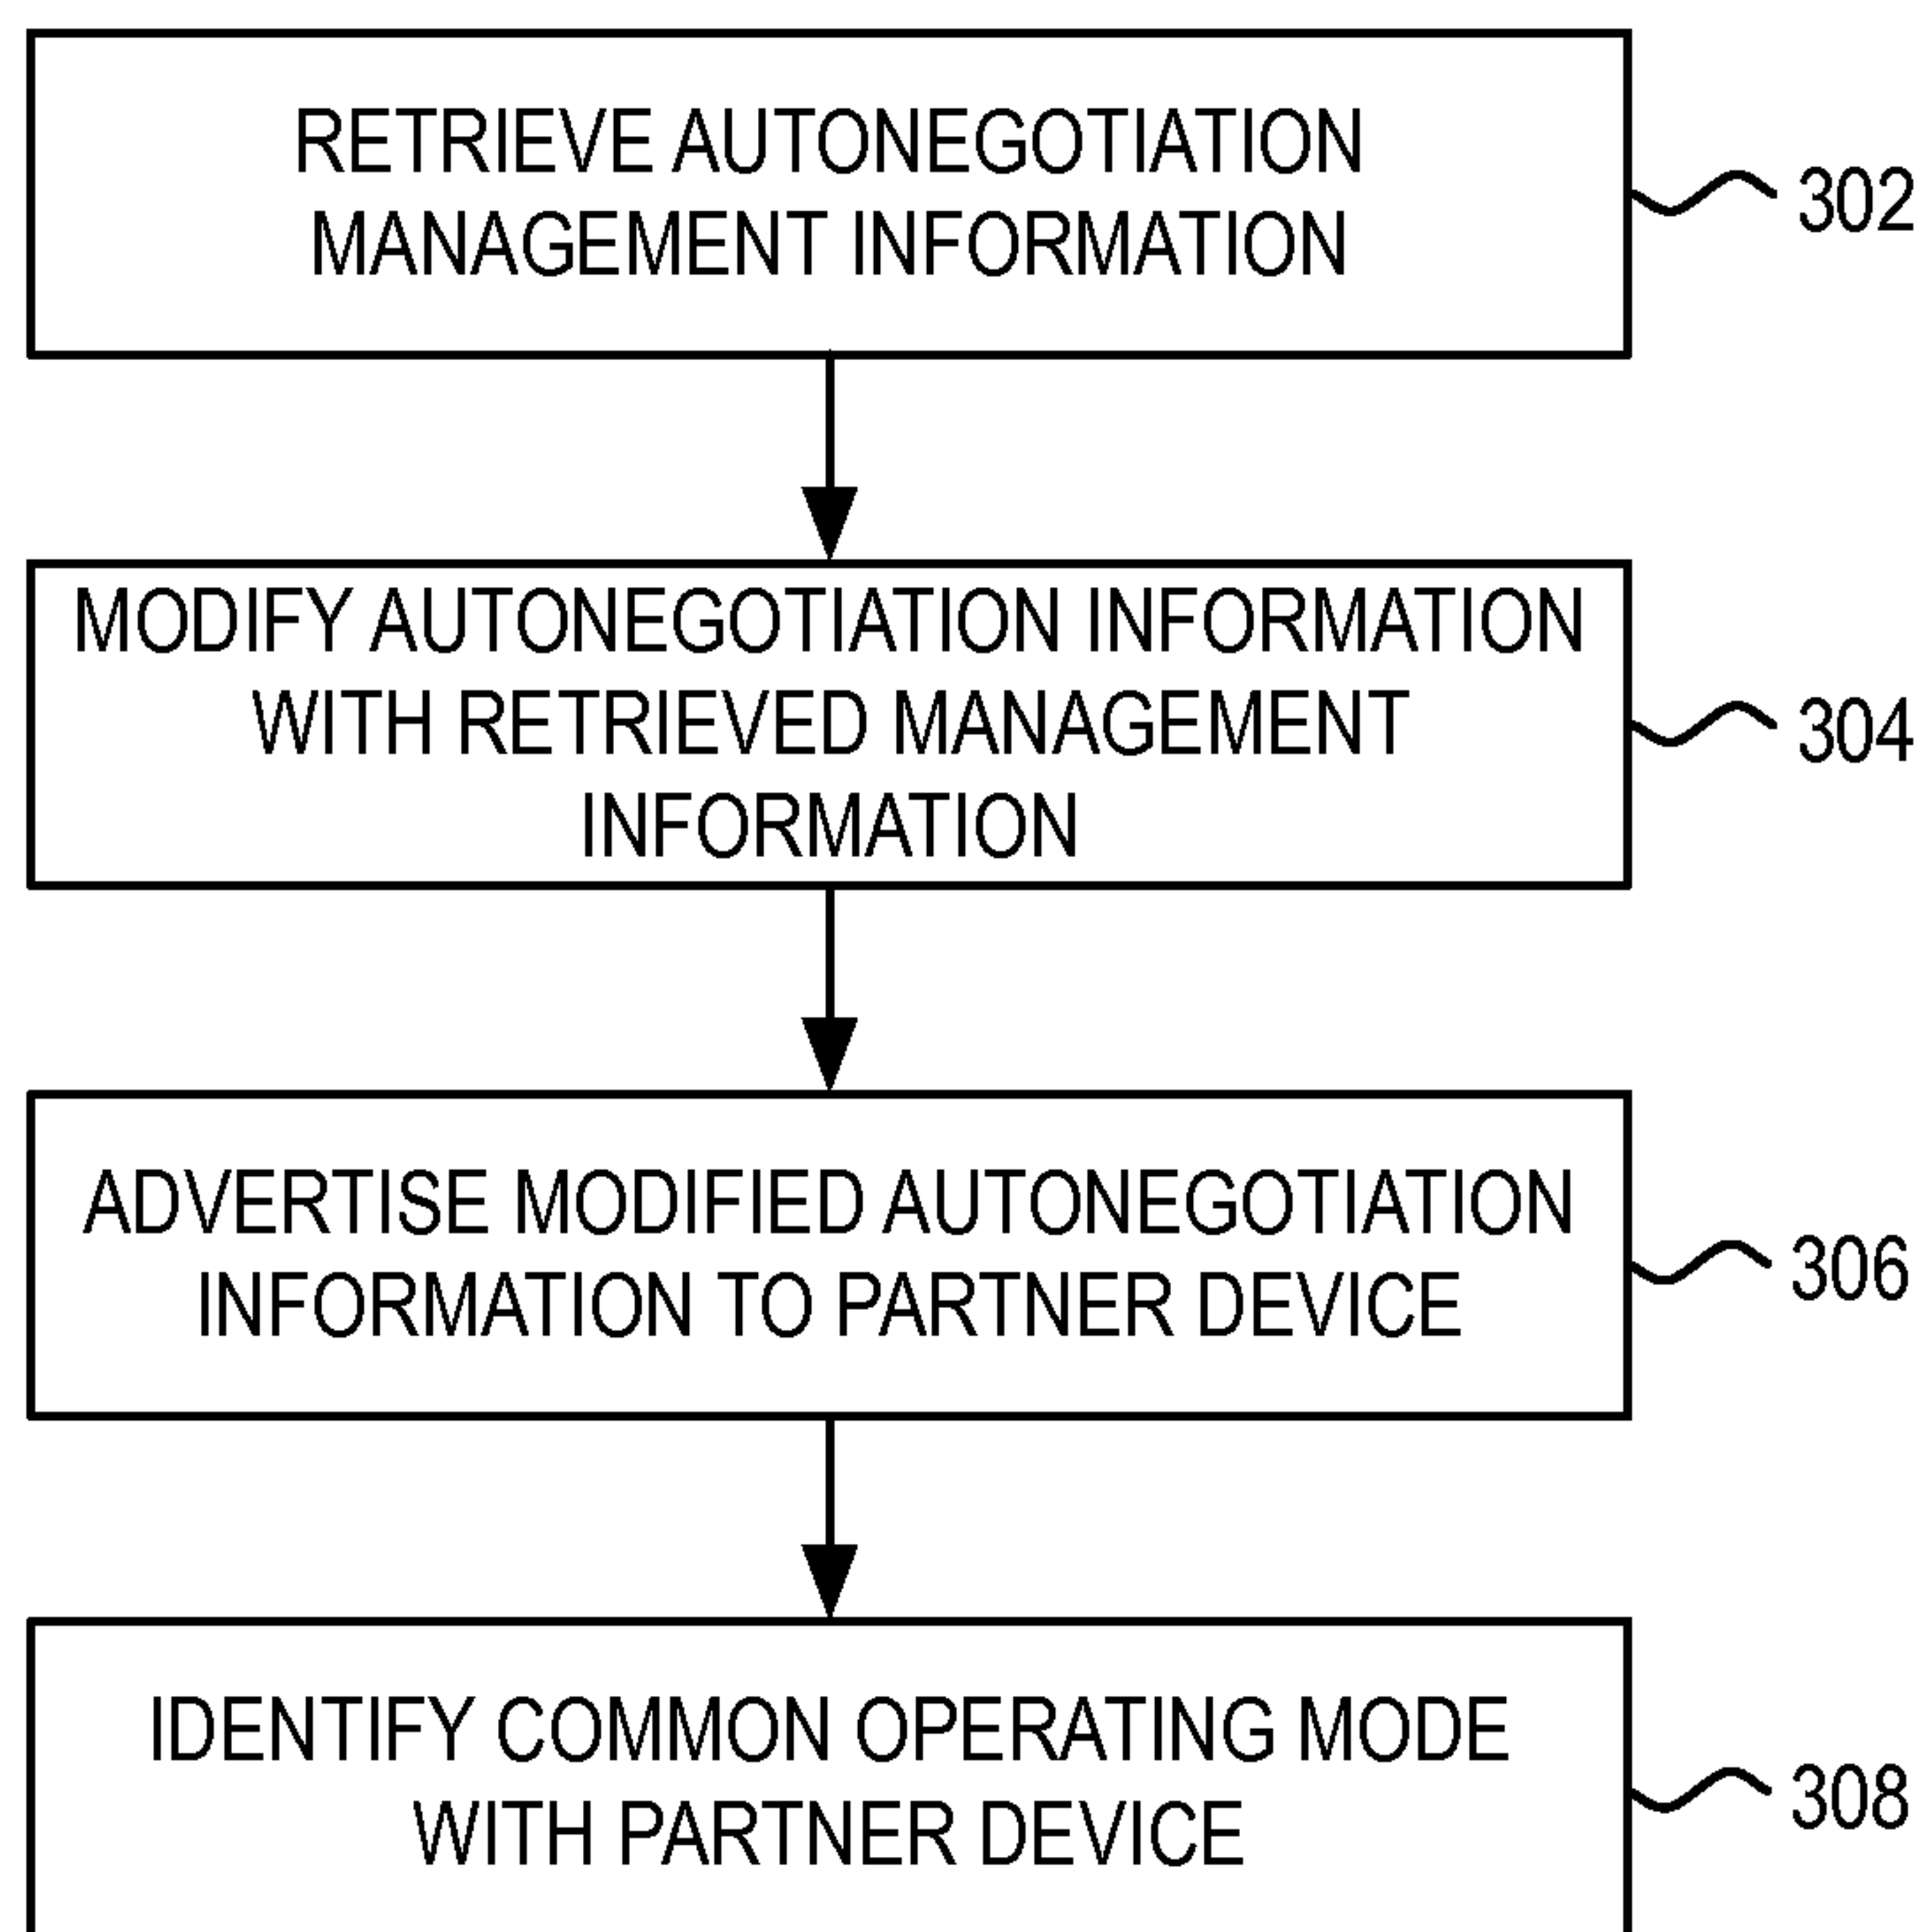 RETRIEVE AUTONEGOTIATION
MANAGEMENT INFORMATION
302
MODIFY AUTONEGOTIATION INFORMATION
WITH RETRIEVED MANAGEMENT
INFORMATION
304
ADVERTISE MODIFIED AUTONEGOTIATION
INFORMATION TO PARTNER DEVICE
306
IDENTIFY COMMON OPERATING MODE
WITH PARTNER DEVICE
308